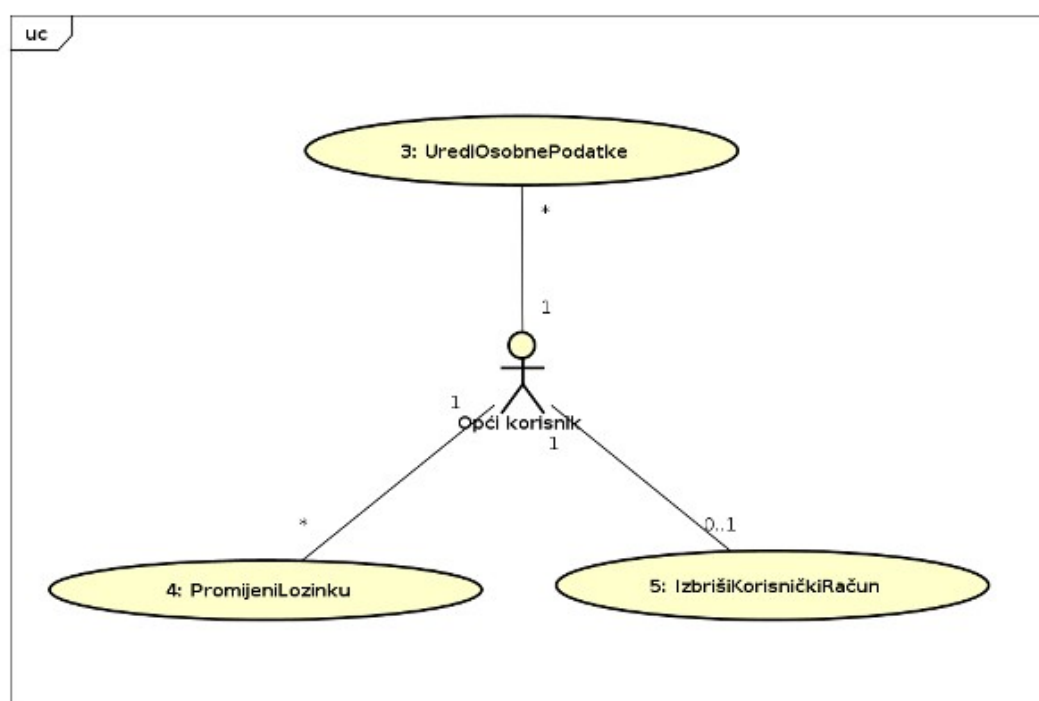 uc
3: UrediOsobnePodatke
*
1
Opći korisnik
1
1
*
0..1
4: PromijeniLozinku
5: IzbrišiKorisničkiRačun